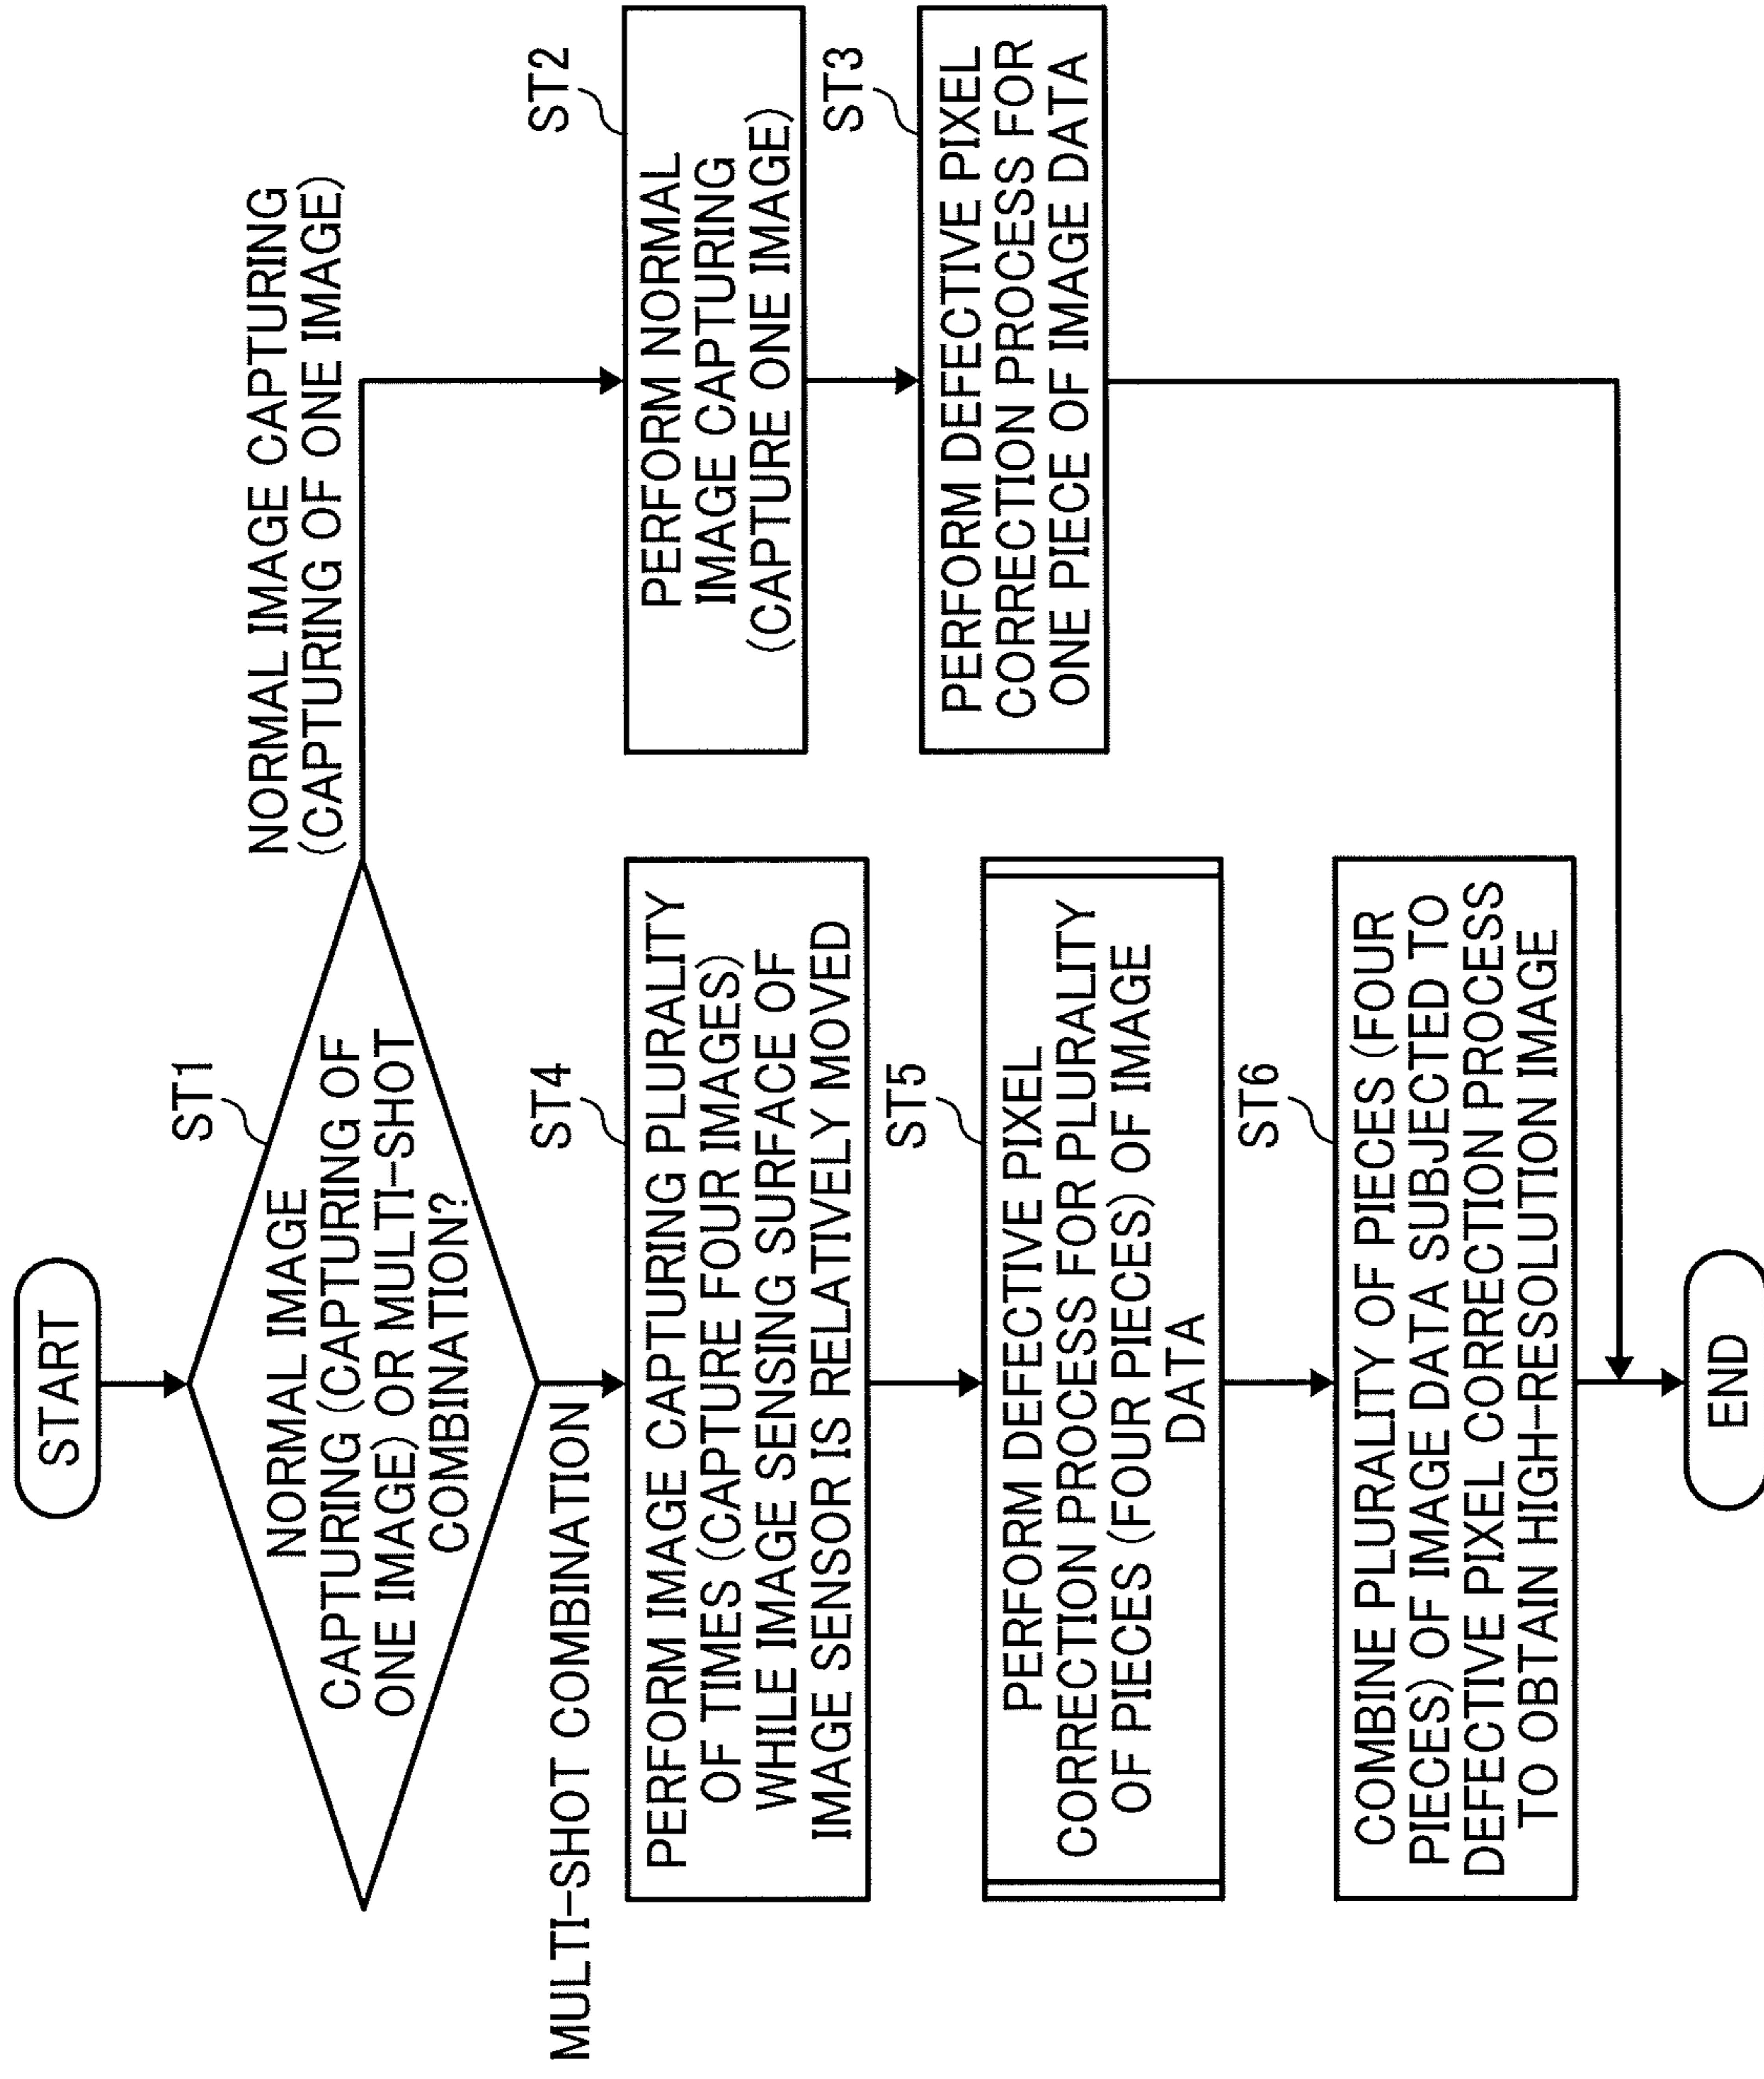 START
ST1
NORMAL IMAGE
CAPTURING (CAPTURING OF
ONE IMAGE) OR MULTI-SHOT
COMBINATION?
NORMAL IMAGE CAPTURING
(CAPTURING OF ONE IMAGE)
ST2
PERFORM NORMAL
IMAGE CAPTURING
(CAPTURE ONE IMAGE)
ST3
PERFORM DEFECTIVE PIXEL
CORRECTION PROCESS FOR
ONE PIECE OF IMAGE DATA
MULTI-SHOT COMBINATION
ST4
PERFORM IMAGE CAPTURING PLURALITY
OF TIMES (CAPTURE FOUR IMAGES)
WHILE IMAGE SENSING SURFACE OF
IMAGE SENSOR IS RELATIVELY MOVED
ST5
PERFORM DEFECTIVE PIXEL
CORRECTION PROCESS FOR PLURALITY
OF PIECES (FOUR PIECES) OF IMAGE
DATA
ST6
COMBINE PLURALITY OF PIECES (FOUR
PIECES) OF IMAGE DATA SUBJECTED TO
DEFECTIVE PIXEL CORRECTION PROCESS
TO OBTAIN HIGH-RESOLUTION IMAGE
END